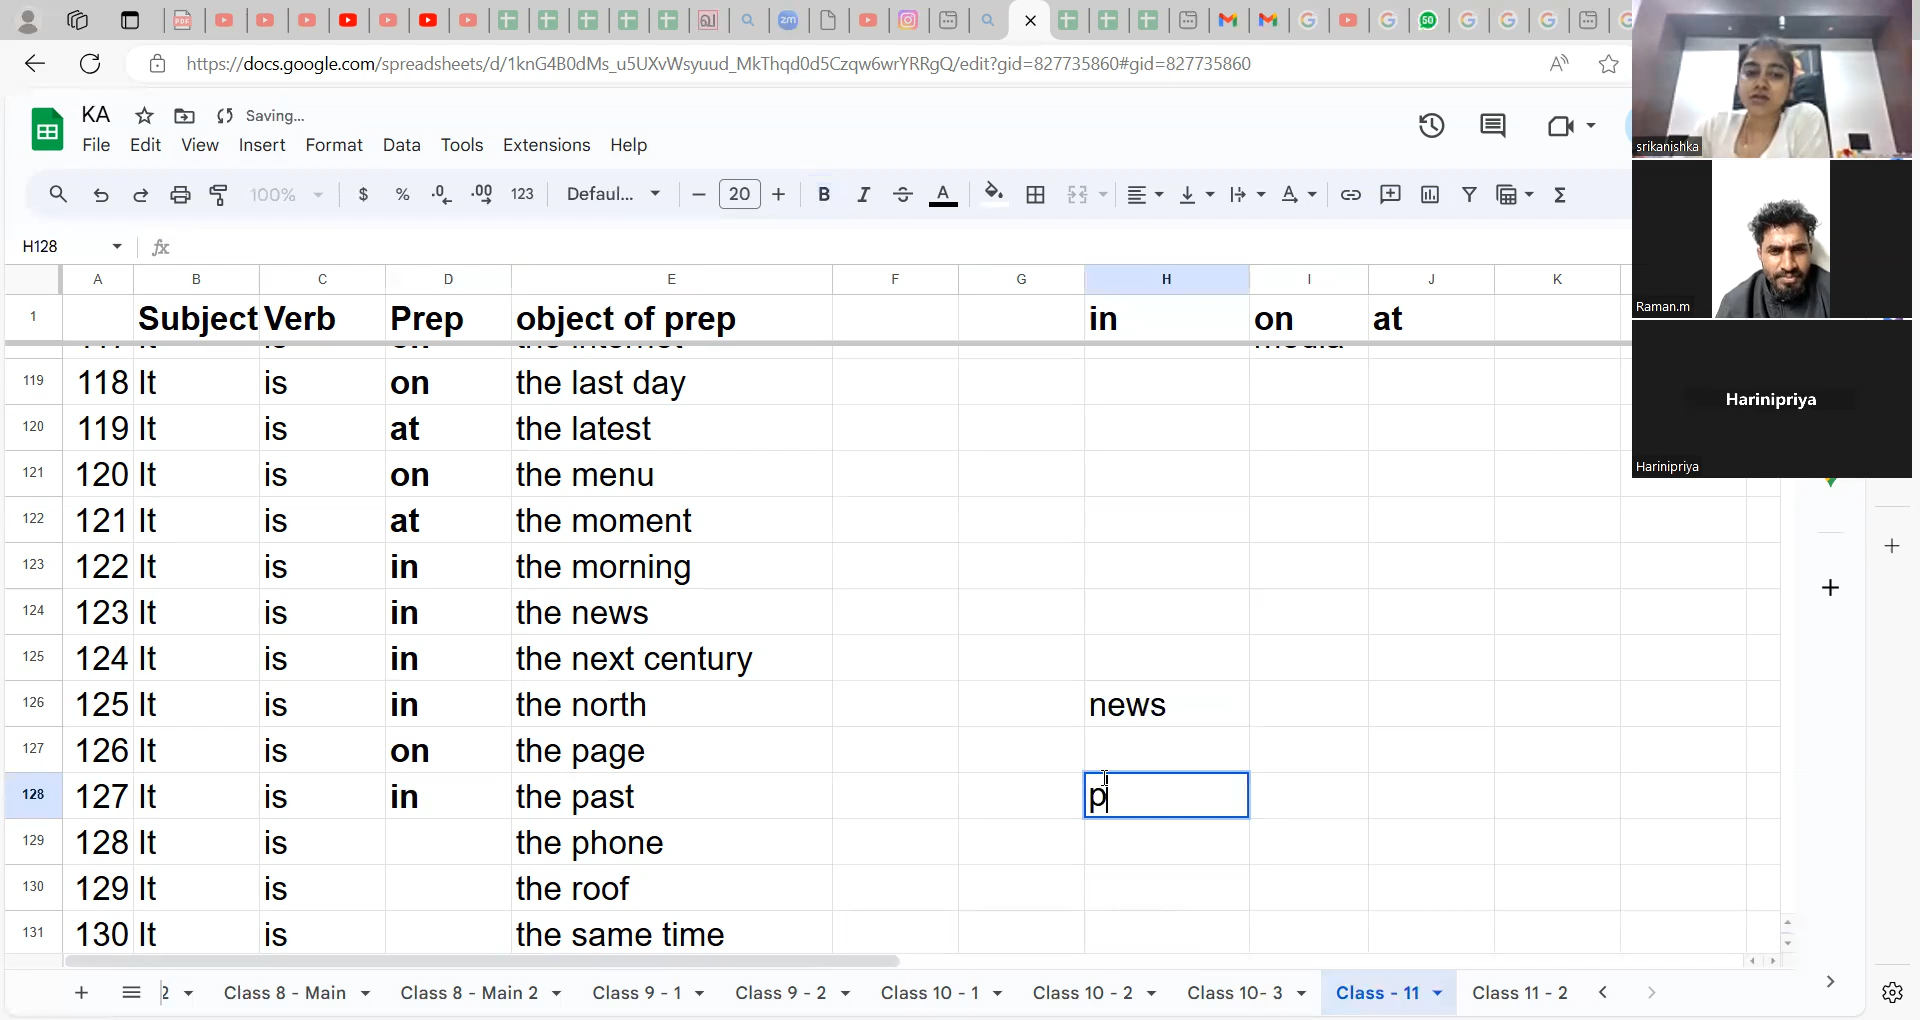 https://docs.google.com/spreadsheets/d/1knG4B0dMs_u5UXvWsyuud_MkThqd0d5Czqw6wrYRRgQ/edit?gid=827735860#gid=827735860
srikanishka
KA Saving...
File Edit View Insert Format Data Tools Extensions Help
100% $ % .0 .00 123 Defaul... − 20 + B I S A Σ
H128 fx
Raman.m
A B C D E F G H I J K
1 Subject Verb Prep object of prep in on at
119 118 It is on the last day
120 119 It is at the latest
Harinipriya
Harinipriya
121 120 It is on the menu
122 121 It is at the moment
123 122 It is in the morning
124 123 It is in the news
125 124 It is in the next century
126 125 It is in the north news
127 126 It is on the page
128 127 It is in the past p
129 128 It is the phone
130 129 It is the roof
131 130 It is the same time
2 Class 8 - Main Class 8 - Main 2 Class 9 - 1 Class 9 - 2 Class 10 - 1 Class 10 - 2 Class 10- 3 Class - 11 Class 11 - 2